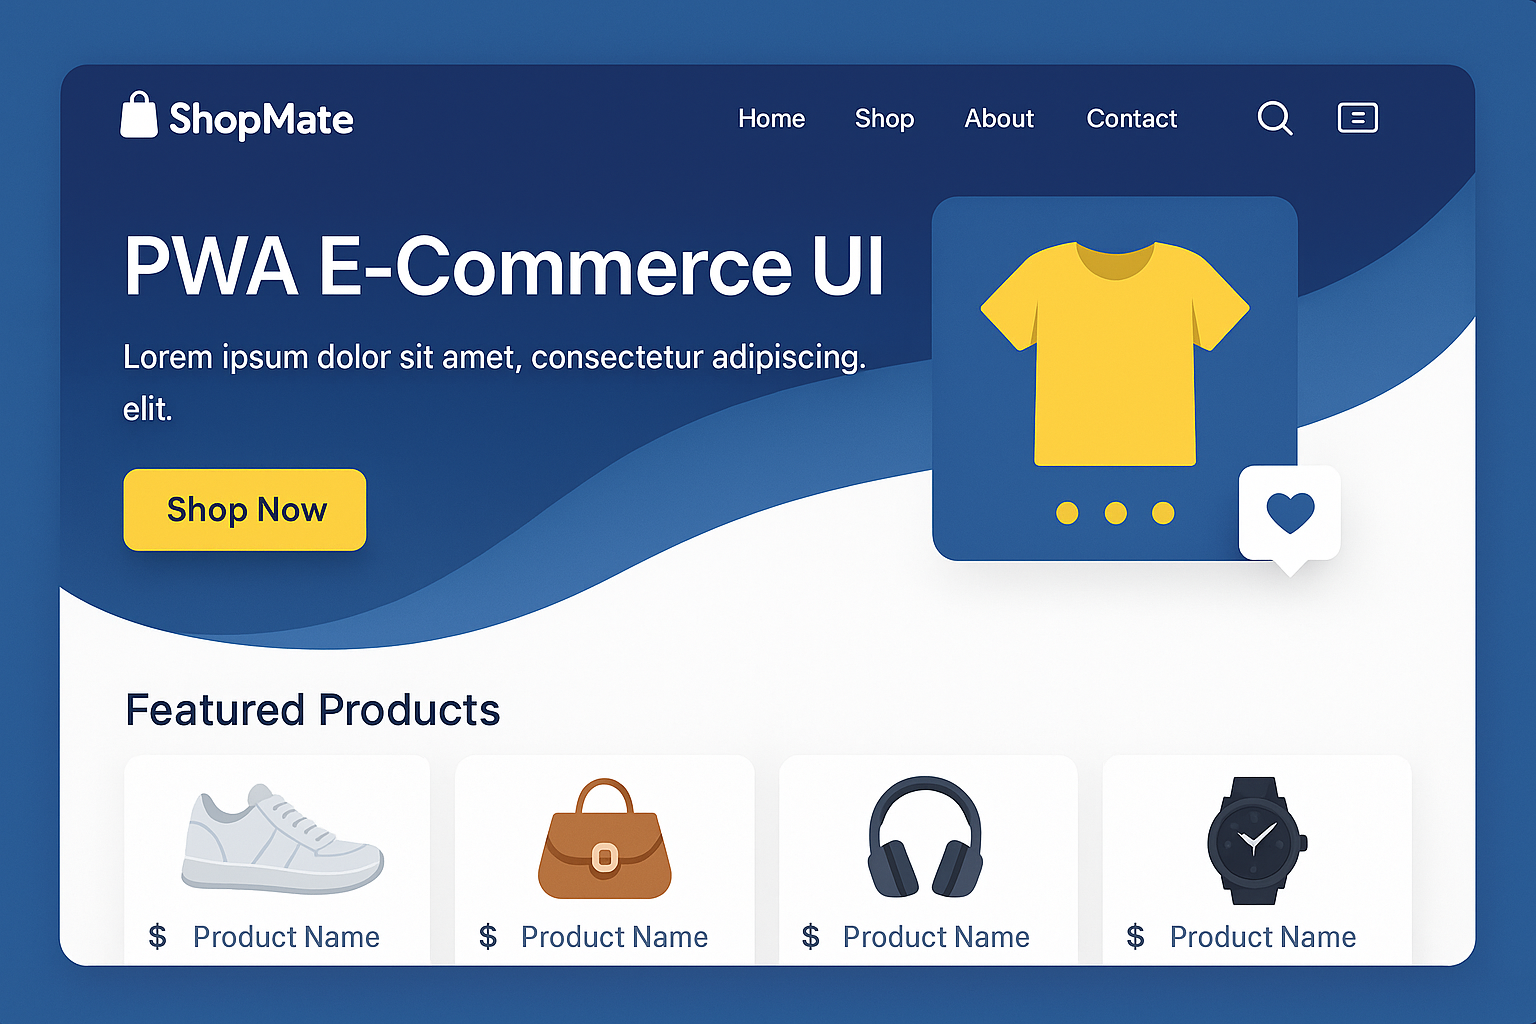 ShopMate
Home
Shop
About
Contact
PWA E-Commerce UI
Lorem ipsum dolor sit amet, consectetur adipiscing.
elit.
Shop Now
Featured Products
$ Product Name
$ Product Name
$ Product Name
$ Product Name